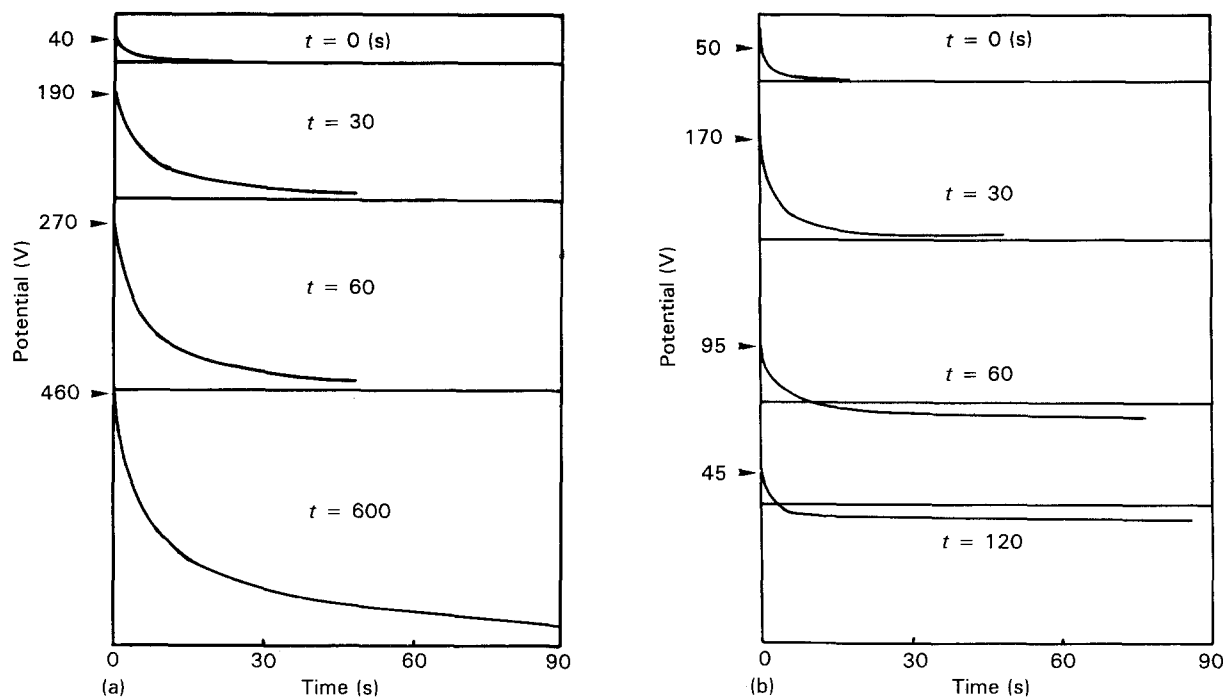 40
t = 0 (s)
190
t = 30
270
t = 60
460
t = 600
Potential (V)
0 30 60 90
(a) Time (s)
50
t = 0 (s)
170
t = 30
95
t = 60
45
t = 120
Potential (V)
0 30 60 90
(b) Time (s)